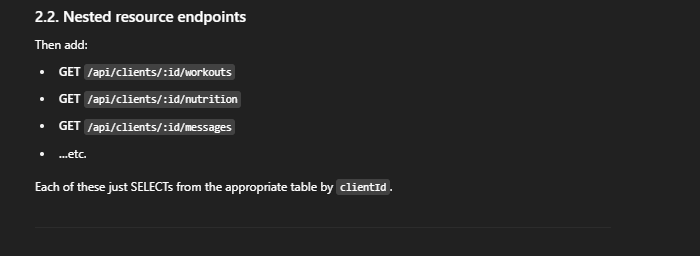 2.2. Nested resource endpoints
Then add:
• GET /api/clients/:id/workouts
• GET /api/clients/:id/nutrition
• GET /api/clients/:id/messages
• ...etc.
Each of these just SELECTs from the appropriate table by clientId.